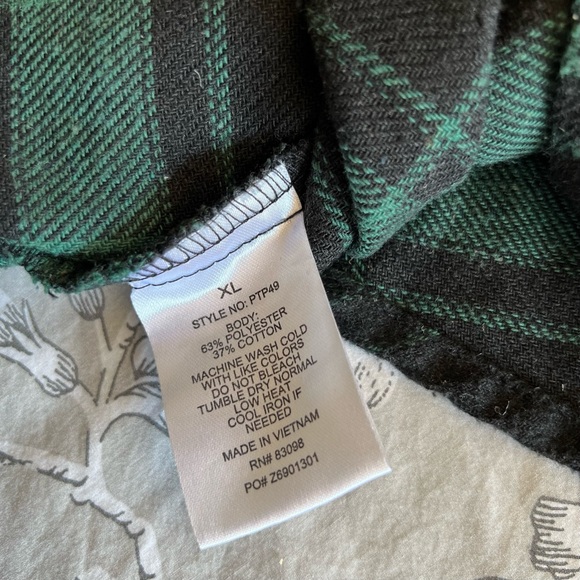 XL
STYLE NO: PTP49
BODY:
63% POLYESTER
37% COTTON
MACHINE WASH COLD
WITH LIKE COLORS
DO NOT BLEACH
TUMBLE DRY NORMAL
LOW HEAT
COOL IRON IF
NEEDED
MADE IN VIETNAM
RN# 83098
PO# Z6901301